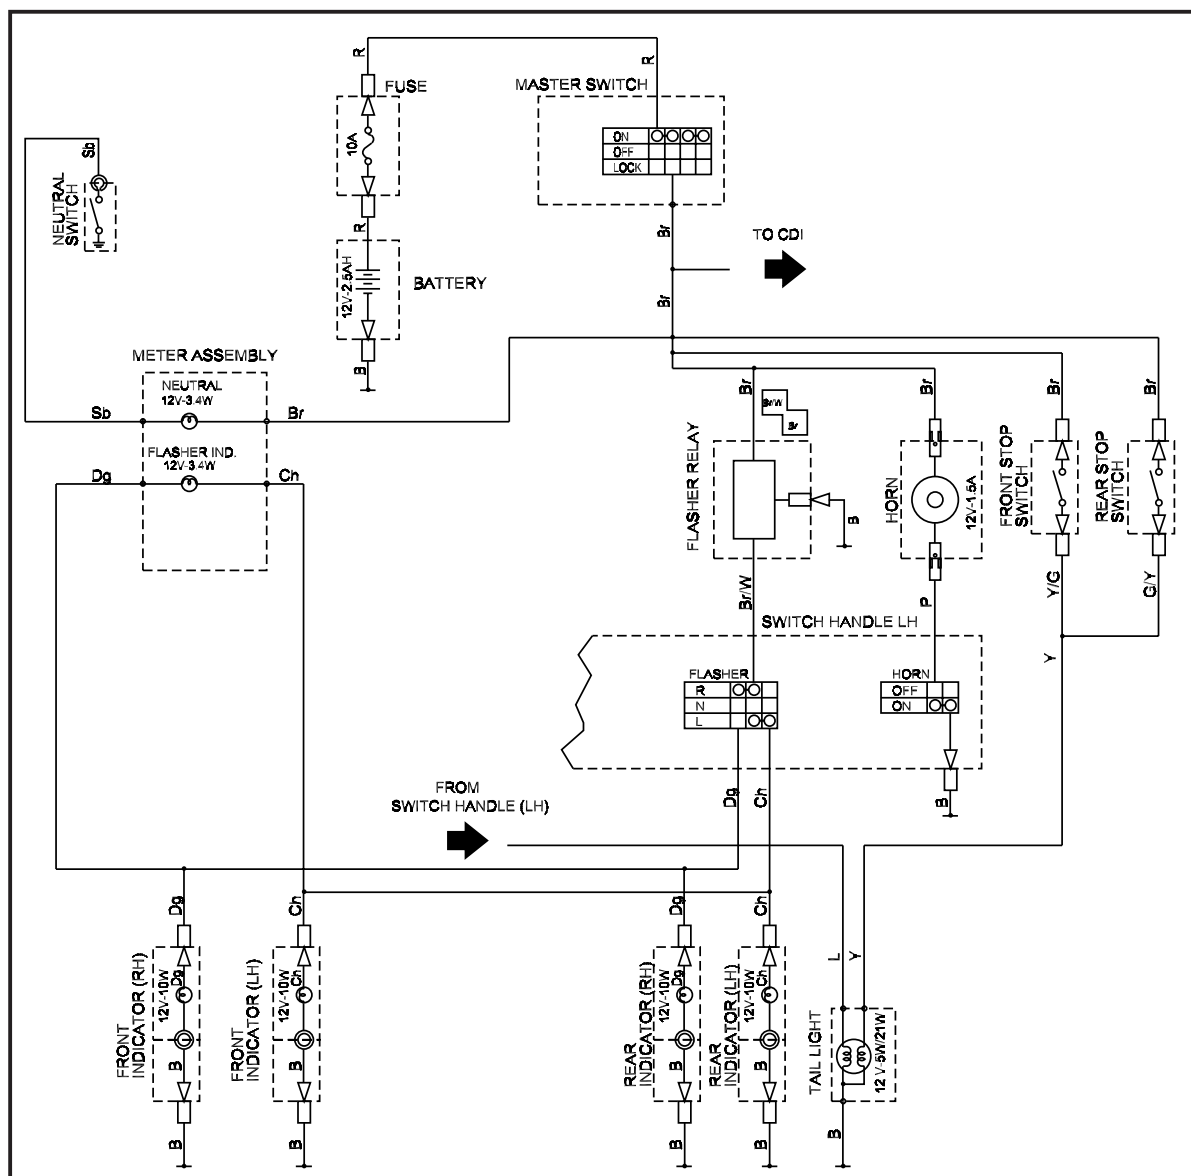 R
R
FUSE
MASTER SWITCH
10A
ON
OFF
LOCK
Sb
NEUTRAL
SWITCH
R
Br
TO CDI
12V-2.5AH
BATTERY
Br
METER ASSEMBLY
B
NEUTRAL
12V-3.4W
Sb
Br
Br
Br/W
Br
Br
Br
Br
FLASHER IND.
12V-3.4W
Dg
Ch
FLASHER RELAY
B
HORN
12V-1.5A
FRONT STOP
SWITCH
REAR STOP
SWITCH
Br/W
P
Y/G
G/Y
SWITCH HANDLE LH
Y
FLASHER
R
N
L
HORN
OFF
ON
FROM
SWITCH HANDLE (LH)
Dg
Ch
B
Dg
Ch
Dg
Ch
L
Y
FRONT
INDICATOR (RH)
12V-10W
Dg
B
FRONT
INDICATOR (LH)
12V-10W
Ch
B
REAR
INDICATOR (RH)
12V-10W
Dg
B
REAR
INDICATOR (LH)
12V-10W
Ch
B
TAIL LIGHT
12 V-5W/21W
B
B
B
B
B